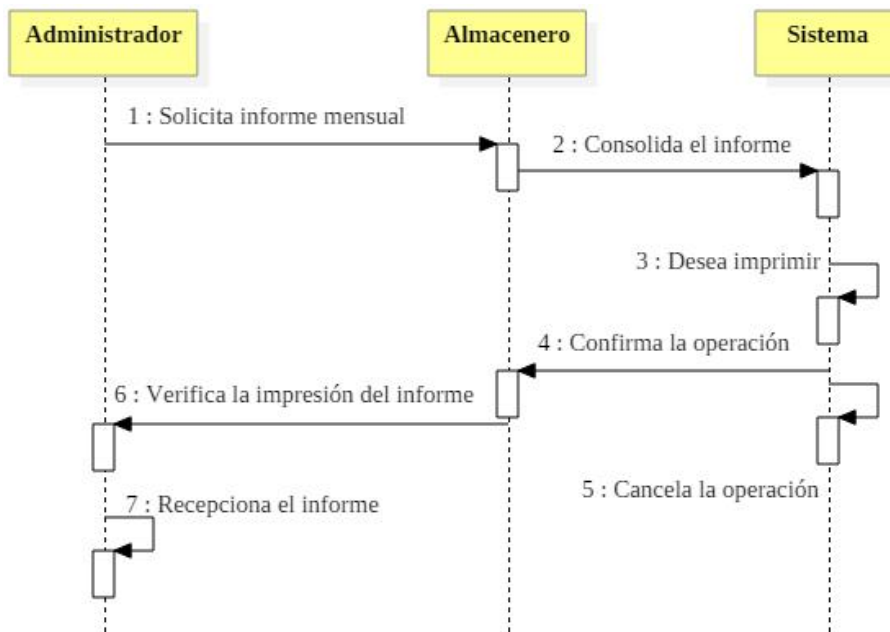 Administrador
Almacenero
Sistema
1 : Solicita informe mensual
2 : Consolida el informe
3 : Desea imprimir
4 : Confirma la operación
6 : Verifica la impresión del informe
5 : Cancela la operación
7 : Recepciona el informe